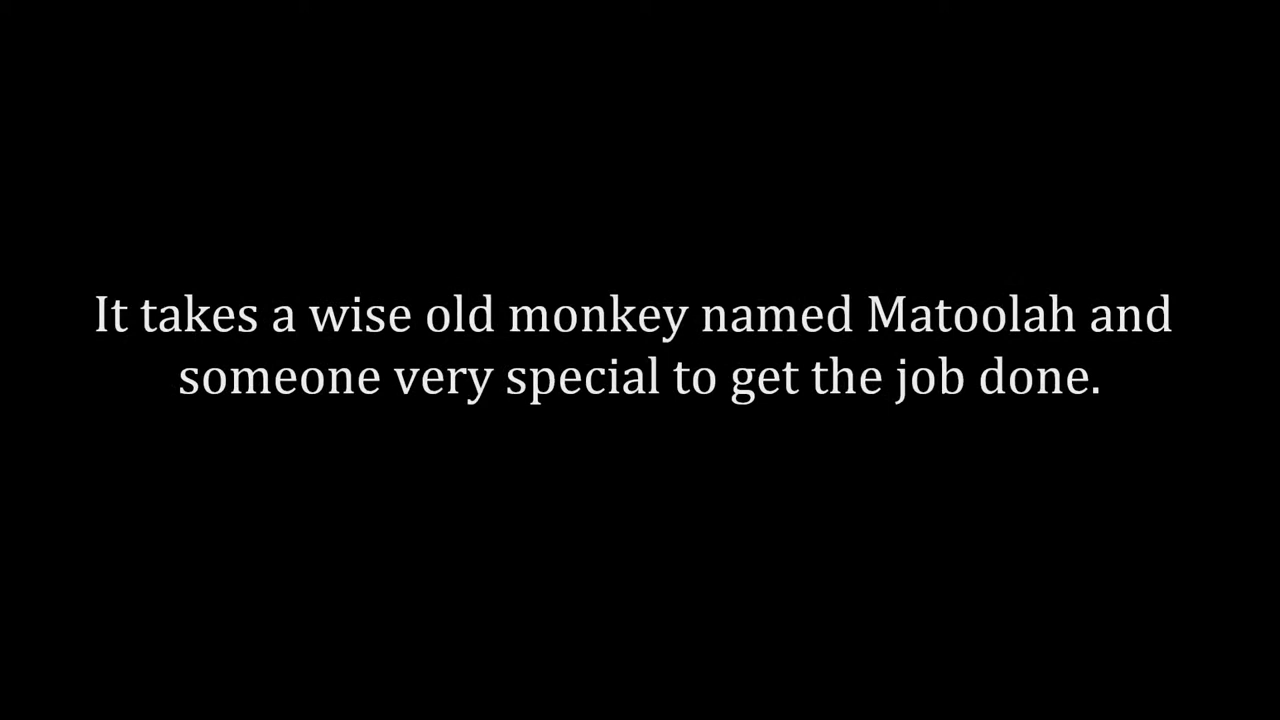 It takes a wise old monkey named Matoolah and
someone very special to get the job done.